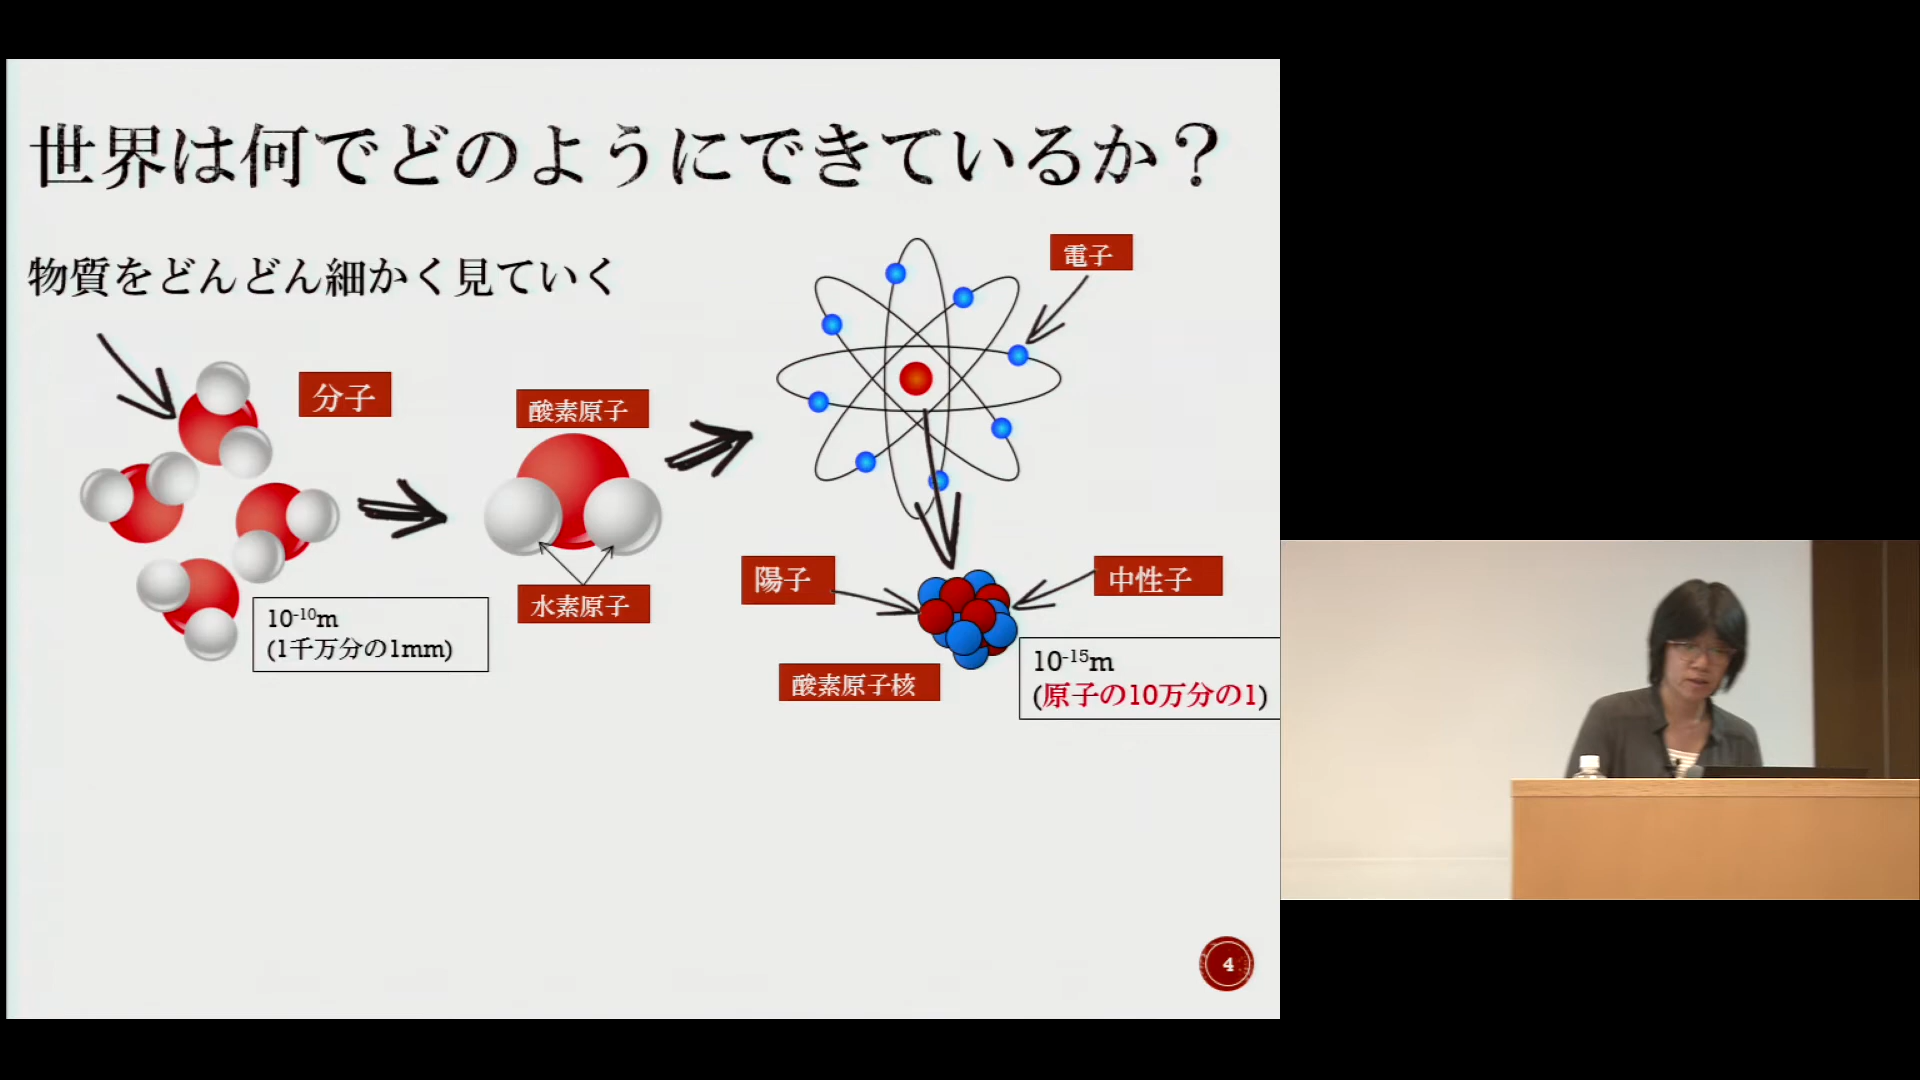 世界は何でどのようにできているか？
物質をどんどん細かく見ていく
電子
分子
酸素原子
水素原子
10⁻¹⁰m
(1千万分の1mm)
陽子
中性子
酸素原子核
10⁻¹⁵m
(原子の10万分の1)
4